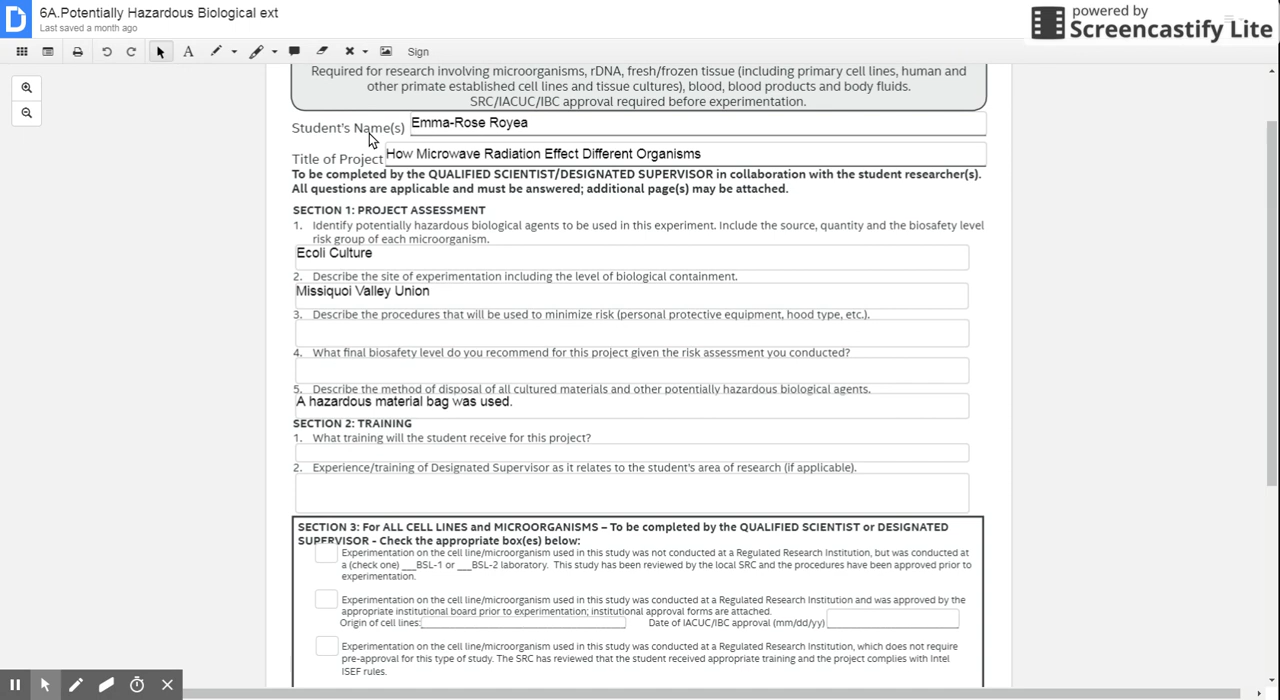 6A.Potentially Hazardous Biological ext
Last saved a month ago
powered by
Screencastify Lite
Sign
Required for research involving microorganisms, rDNA, fresh/frozen tissue (including primary cell lines, human and
other primate established cell lines and tissue cultures), blood, blood products and body fluids.
SRC/IACUC/IBC approval required before experimentation.
Student's Name(s) Emma-Rose Royea
Title of Project How Microwave Radiation Effect Different Organisms
To be completed by the QUALIFIED SCIENTIST/DESIGNATED SUPERVISOR in collaboration with the student researcher(s).
All questions are applicable and must be answered; additional page(s) may be attached.
SECTION 1: PROJECT ASSESSMENT
1. Identify potentially hazardous biological agents to be used in this experiment. Include the source, quantity and the biosafety level
risk group of each microorganism.
Ecoli Culture
2. Describe the site of experimentation including the level of biological containment.
Missiquoi Valley Union
3. Describe the procedures that will be used to minimize risk (personal protective equipment, hood type, etc.).
4. What final biosafety level do you recommend for this project given the risk assessment you conducted?
5. Describe the method of disposal of all cultured materials and other potentially hazardous biological agents.
A hazardous material bag was used.
SECTION 2: TRAINING
1. What training will the student receive for this project?
2. Experience/training of Designated Supervisor as it relates to the student's area of research (if applicable).
SECTION 3: For ALL CELL LINES and MICROORGANISMS – To be completed by the QUALIFIED SCIENTIST or DESIGNATED
SUPERVISOR - Check the appropriate box(es) below:
Experimentation on the cell line/microorganism used in this study was not conducted at a Regulated Research Institution, but was conducted at
a (check one) ___BSL-1 or ___BSL-2 laboratory. This study has been reviewed by the local SRC and the procedures have been approved prior to
experimentation.
Experimentation on the cell line/microorganism used in this study was conducted at a Regulated Research Institution and was approved by the
appropriate institutional board prior to experimentation; institutional approval forms are attached.
Origin of cell lines: Date of IACUC/IBC approval (mm/dd/yy)
Experimentation on the cell line/microorganism used in this study was conducted at a Regulated Research Institution, which does not require
pre-approval for this type of study. The SRC has reviewed that the student received appropriate training and the project complies with Intel
ISEF rules.